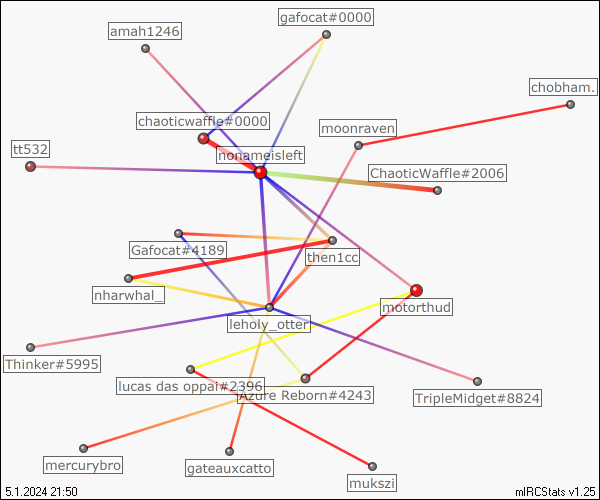 gafocat#0000
amah1246
chobham.
chaoticwaffle#0000
moonraven
tt532
nonameisleft
ChaoticWaffle#2006
Gafocat#4189
then1cc
nharwhal_
motorthud
leholy_otter
Thinker#5995
lucas das oppai#2396
Azure Reborn#4243
TripleMidget#8824
mercurybro
gateauxcatto
mukszi
5.1.2024 21:50
mIRCStats v1.25